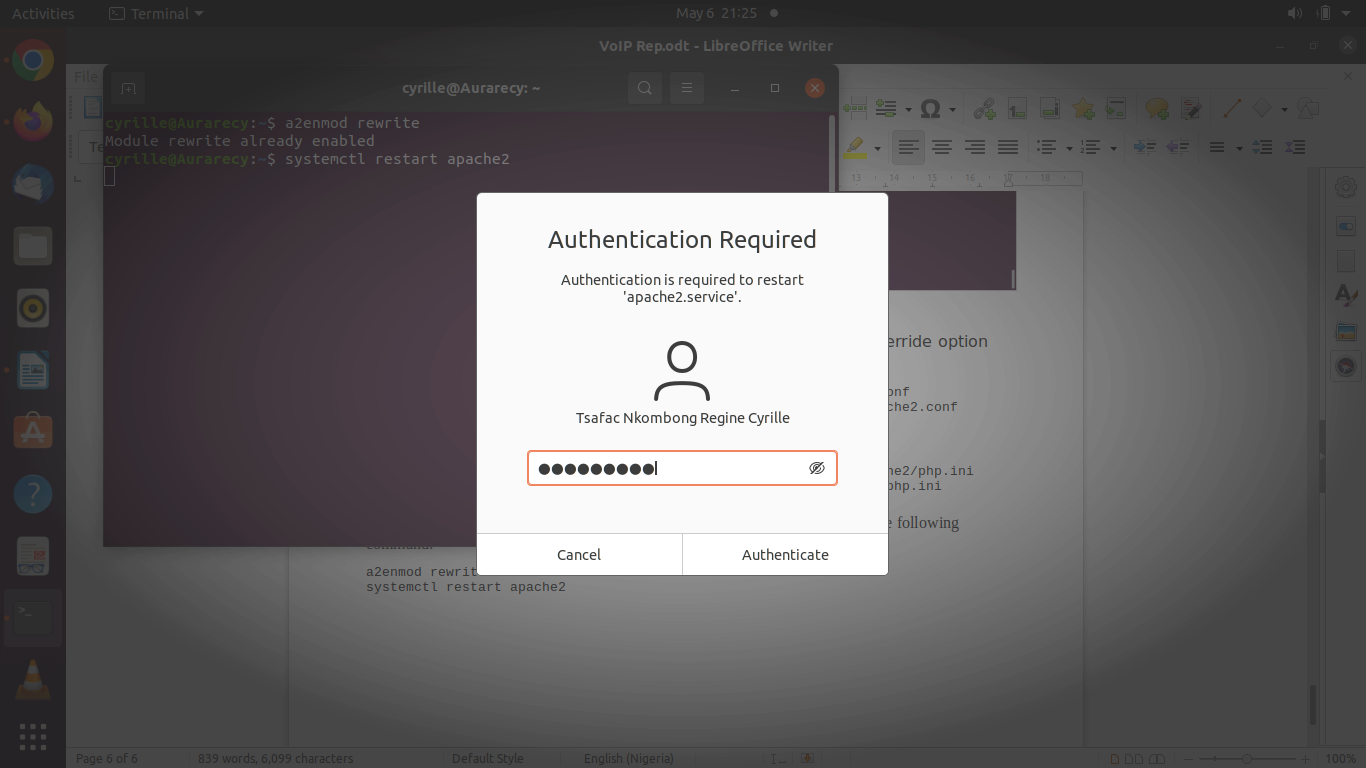 Activities
Terminal
May 6 21:25
VoIP Rep.odt - LibreOffice Writer
File
cyrille@Aurarecy: ~
cyrille@Aurarecy:~$ a2enmod rewrite
Module rewrite already enabled
cyrille@Aurarecy:~$ systemctl restart apache2
13 14 15 16 17 18
Authentication Required
Authentication is required to restart
'apache2.service'.
Tsafac Nkombong Regine Cyrille
●●●●●●●●●
Cancel
Authenticate
erride option
onf
che2.conf
he2/php.ini
php.ini
e following
a2enmod rewrit
systemctl restart apache2
Page 6 of 6
839 words, 6,099 characters
Default Style
English (Nigeria)
100%